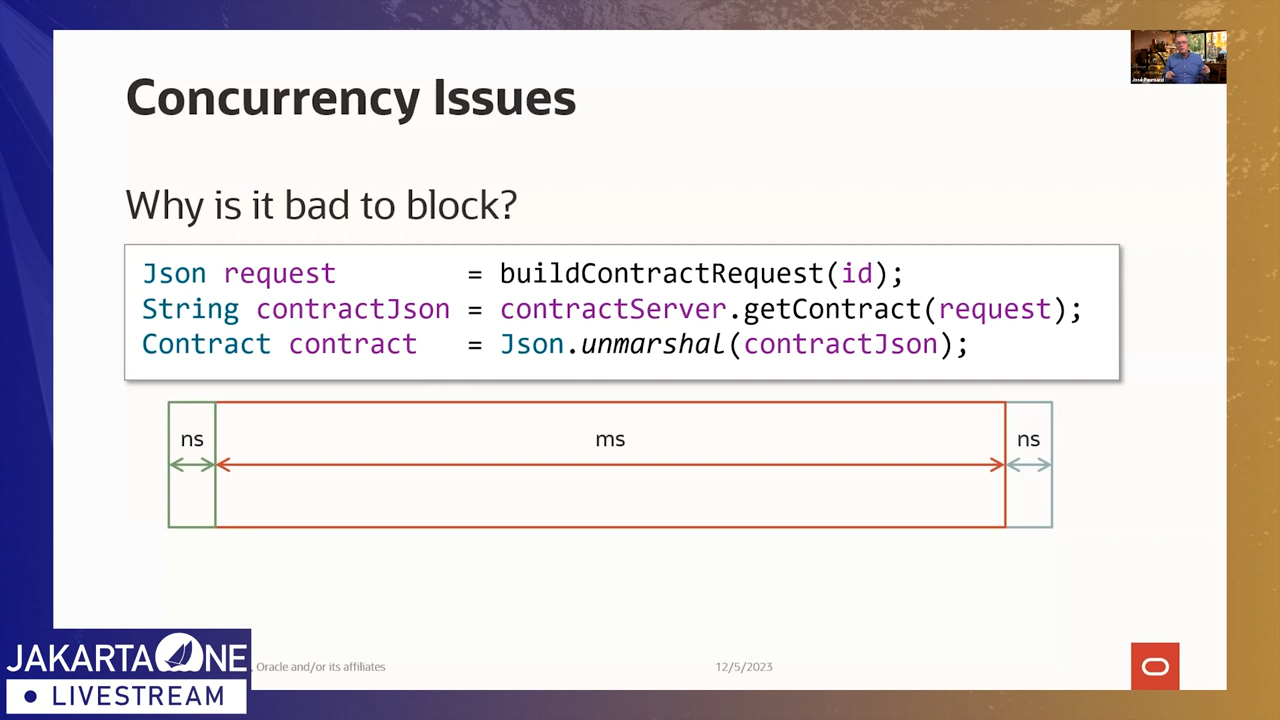 Concurrency Issues
Why is it bad to block?
Json request = buildContractRequest(id);
String contractJson = contractServer.getContract(request);
Contract contract = Json.unmarshal(contractJson);
ns
ms
ns
JAKARTA ONE
LIVESTREAM
, Oracle and/or its affiliates
12/5/2023